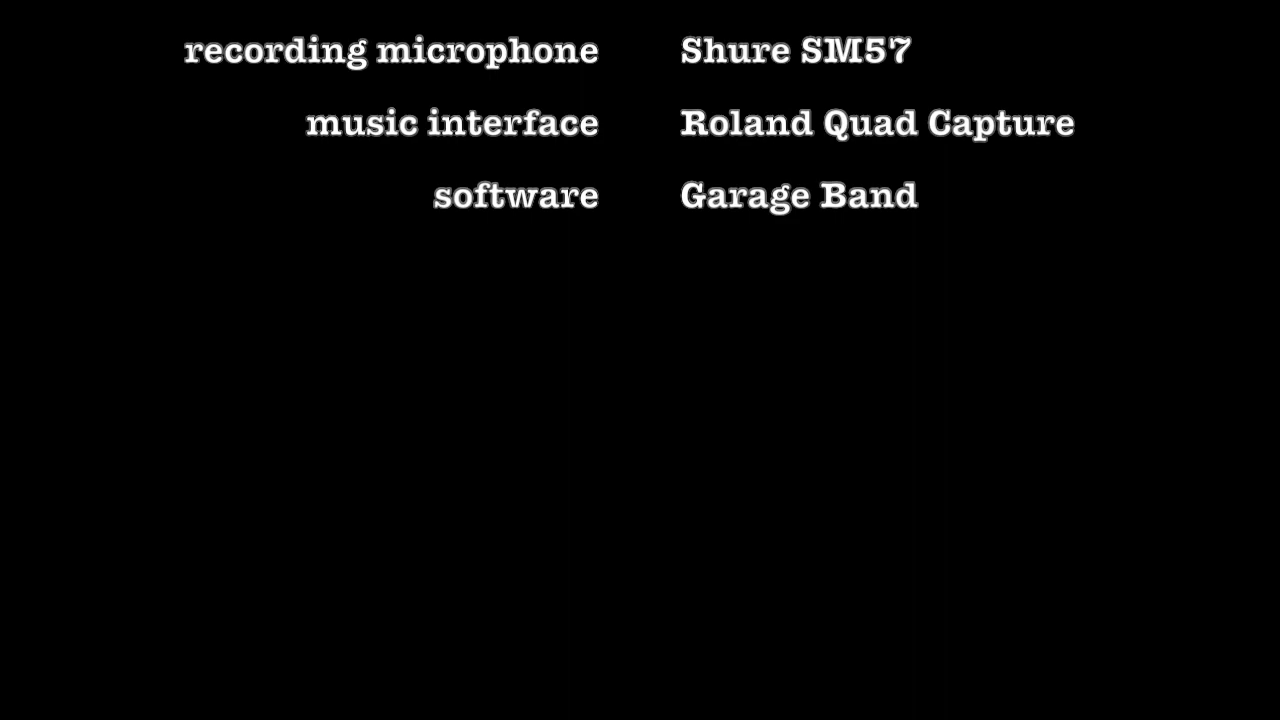 recording microphone Shure SM57
music interface Roland Quad Capture
software Garage Band